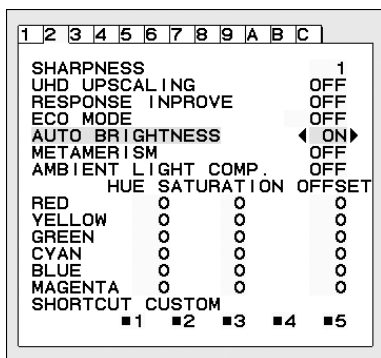 1 2 3 4 5 6 7 8 9 A B C
SHARPNESS 1
UHD UPSCALING OFF
RESPONSE INPROVE OFF
ECO MODE OFF
AUTO BRIGHTNESS ◀ ON▶
METAMERISM OFF
AMBIENT LIGHT COMP. OFF
HUE SATURATION OFFSET
RED 0 0 0
YELLOW 0 0 0
GREEN 0 0 0
CYAN 0 0 0
BLUE 0 0 0
MAGENTA 0 0 0
SHORTCUT CUSTOM
■1 ■2 ■3 ■4 ■5